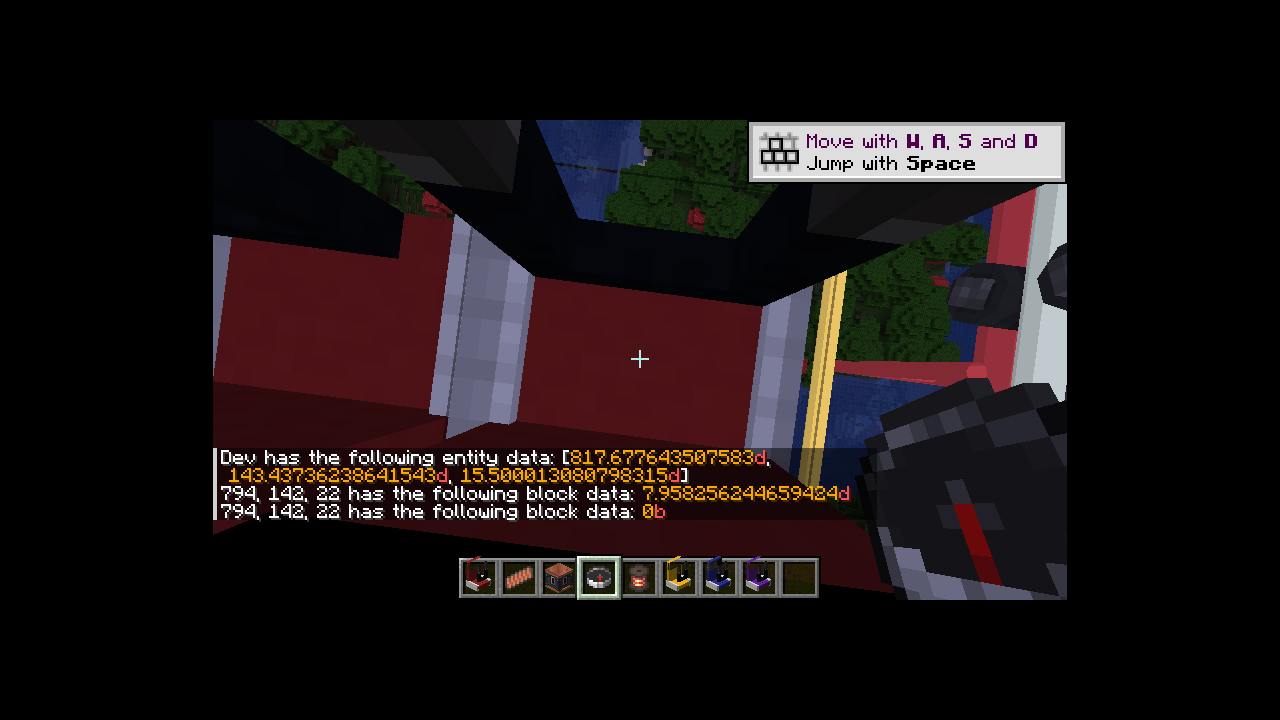 Move with W, A, S and D
Jump with Space
Dev has the following entity data: [817.677643507583d,
143.43736238641543d, 15.500013080798315d]
794, 142, 22 has the following block data: 7.958256244659424d
794, 142, 22 has the following block data: 0b